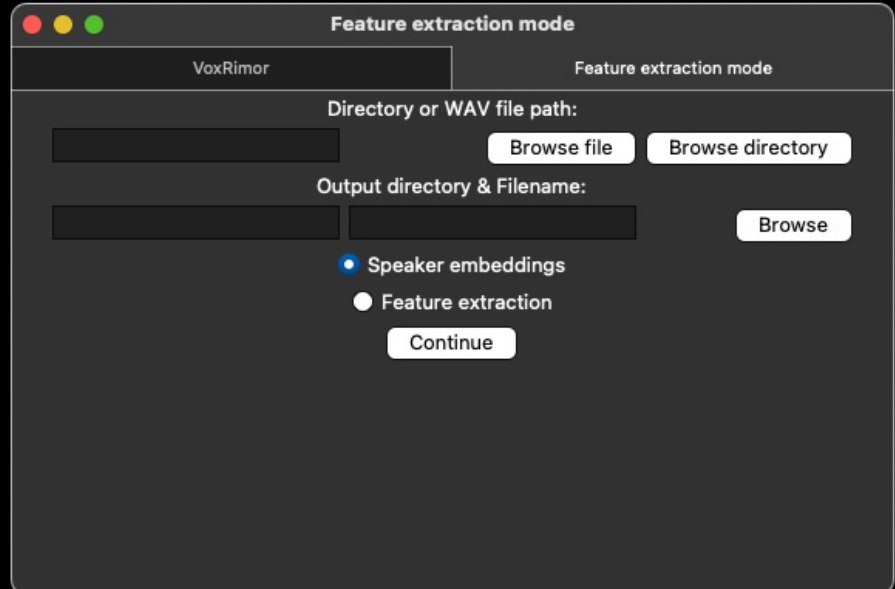 Feature extraction mode
VoxRimor Feature extraction mode
Directory or WAV file path:
Browse file Browse directory
Output directory & Filename:
Browse
Speaker embeddings
Feature extraction
Continue